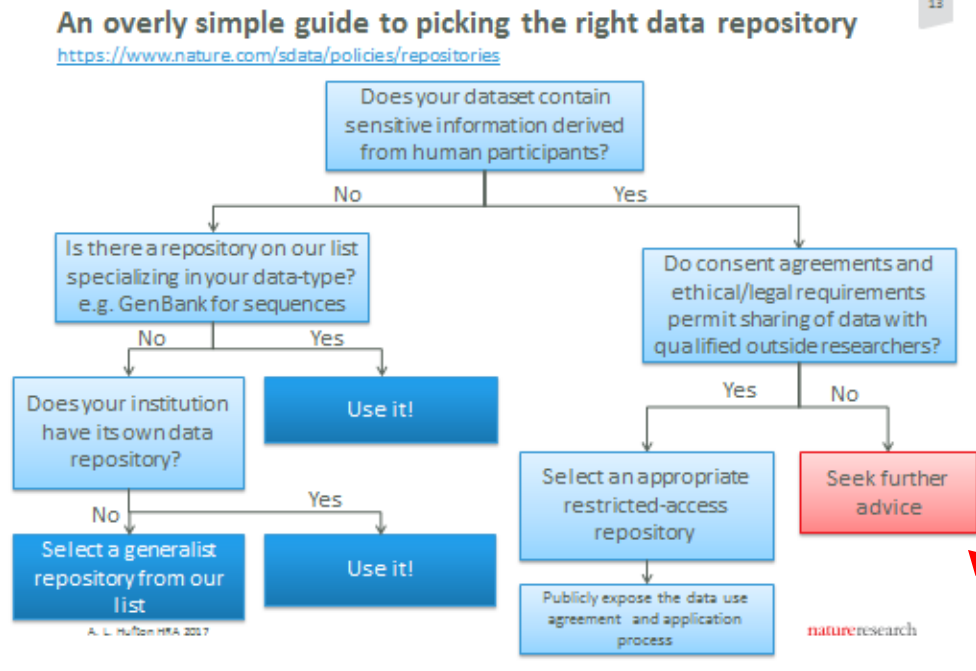 13
An overly simple guide to picking the right data repository
https://www.nature.com/sdata/policies/repositories
Does your dataset contain
sensitive information derived
from human participants?
No
Yes
Is there a repository on our list
specializing in your data-type?
e.g. GenBank for sequences
Do consent agreements and
ethical/legal requirements
permit sharing of data with
qualified outside researchers?
No
Yes
Yes
No
Does your institution
have its own data
repository?
Use it!
Select an appropriate
restricted-access
repository
Seek further
advice
No
Yes
Select a generalist
repository from our
list
Use it!
Publicly expose the data use
agreement and application
process
A. L. Hufton HRA 2017
natureresearch